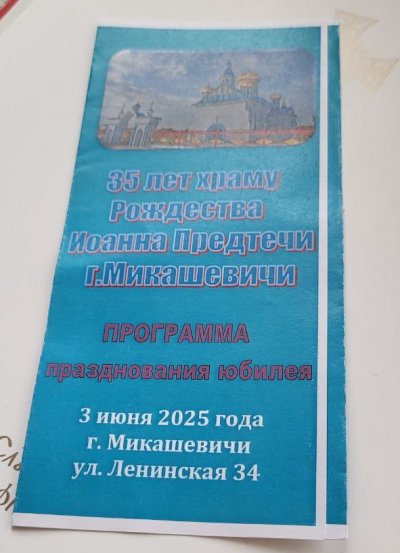 35 лет храму
Рождества
Иоанна Предтечи
г.Микашевичи
ПРОГРАММА
празднования юбилея
3 июня 2025 года
г. Микашевичи
ул. Ленинская 34